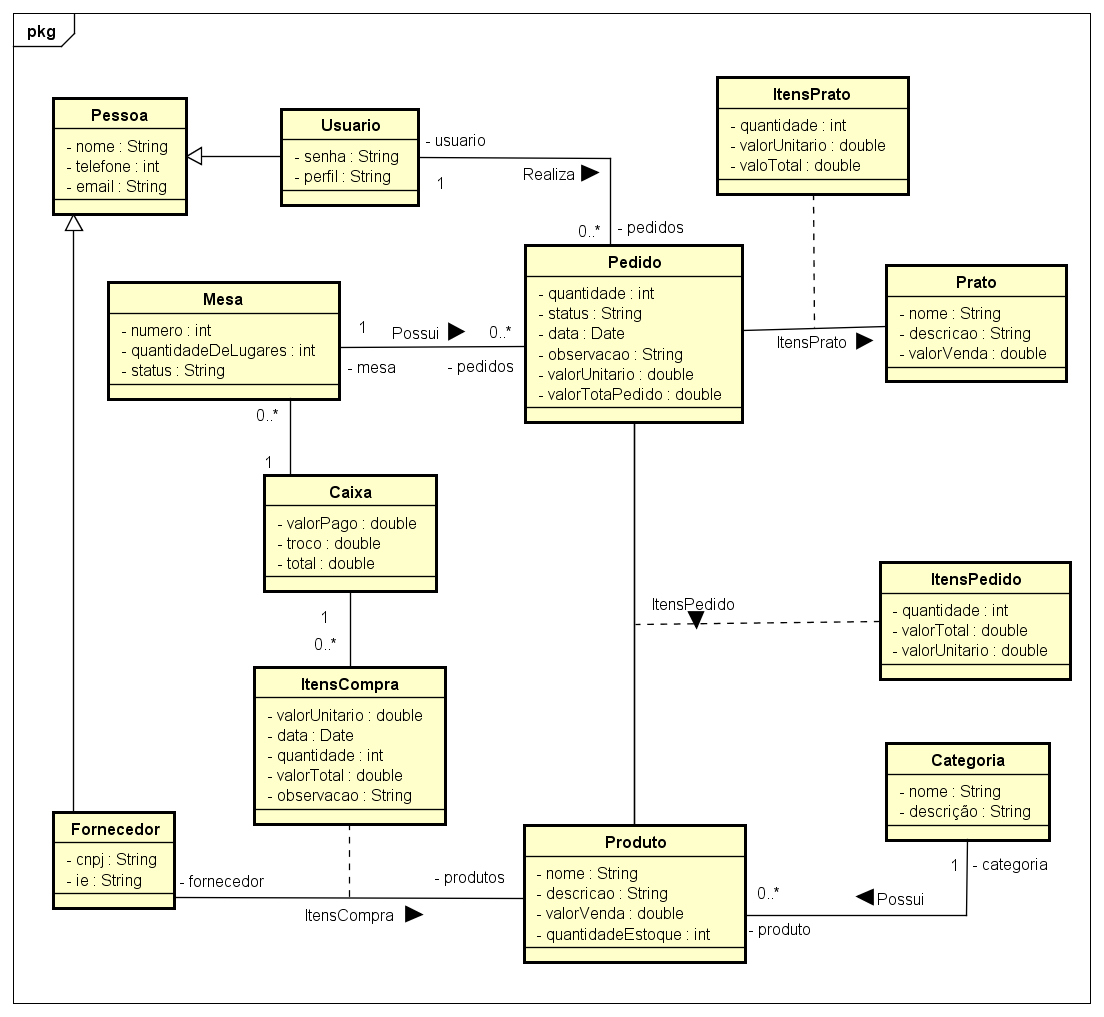 pkg
Pessoa
- nome : String
- telefone : int
- email : String
Usuario
- senha : String
- perfil : String
- usuario
1
Realiza
0..*
- pedidos
ItensPrato
- quantidade : int
- valorUnitario : double
- valoTotal : double
Mesa
- numero : int
- quantidadeDeLugares : int
- status : String
1
Possui
0..*
- mesa
- pedidos
Pedido
- quantidade : int
- status : String
- data : Date
- observacao : String
- valorUnitario : double
- valorTotaPedido : double
ItensPrato
Prato
- nome : String
- descricao : String
- valorVenda : double
0..*
1
Caixa
- valorPago : double
- troco : double
- total : double
1
0..*
ItensPedido
ItensPedido
- quantidade : int
- valorTotal : double
- valorUnitario : double
ItensCompra
- valorUnitario : double
- data : Date
- quantidade : int
- valorTotal : double
- observacao : String
Categoria
- nome : String
- descrição : String
Fornecedor
- cnpj : String
- ie : String
- fornecedor
- produtos
ItensCompra
Produto
- nome : String
- descricao : String
- valorVenda : double
- quantidadeEstoque : int
1
- categoria
0..*
Possui
- produto